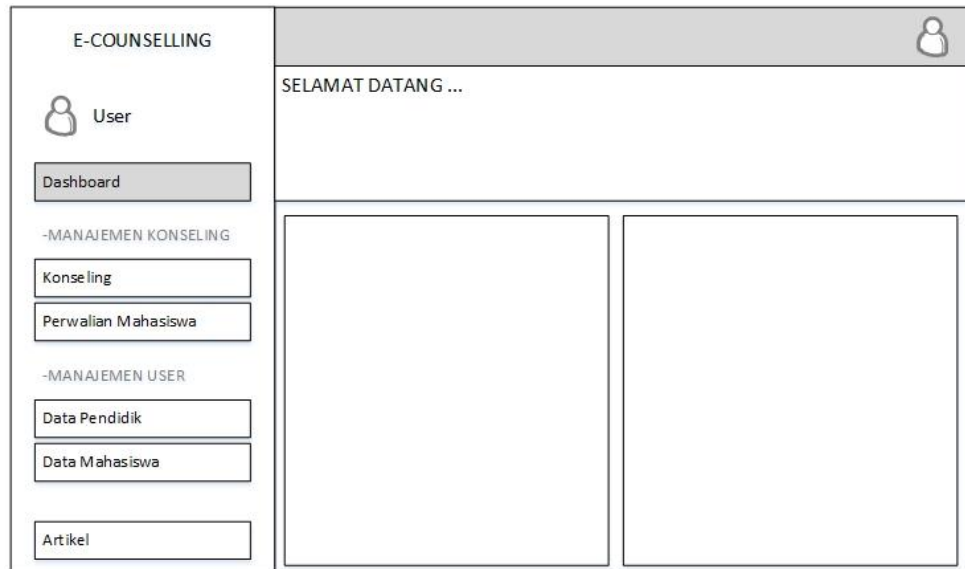 E-COUNSELLING
User
Dashboard
-MANAJEMEN KONSELING
Konseling
Perwalian Mahasiswa
-MANAJEMEN USER
Data Pendidik
Data Mahasiswa
Artikel
SELAMAT DATANG ...